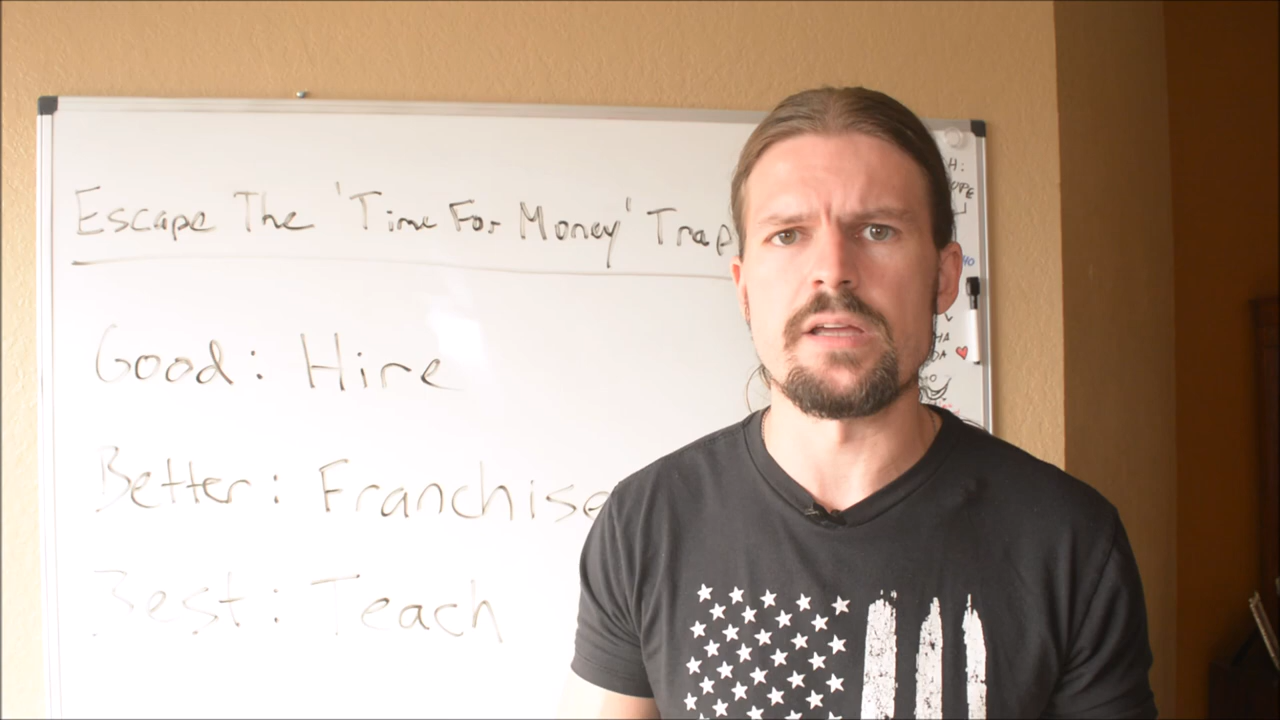 Escape The 'Time For Money' Trap
Good: Hire
Better: Franchise
Best: Teach
H: